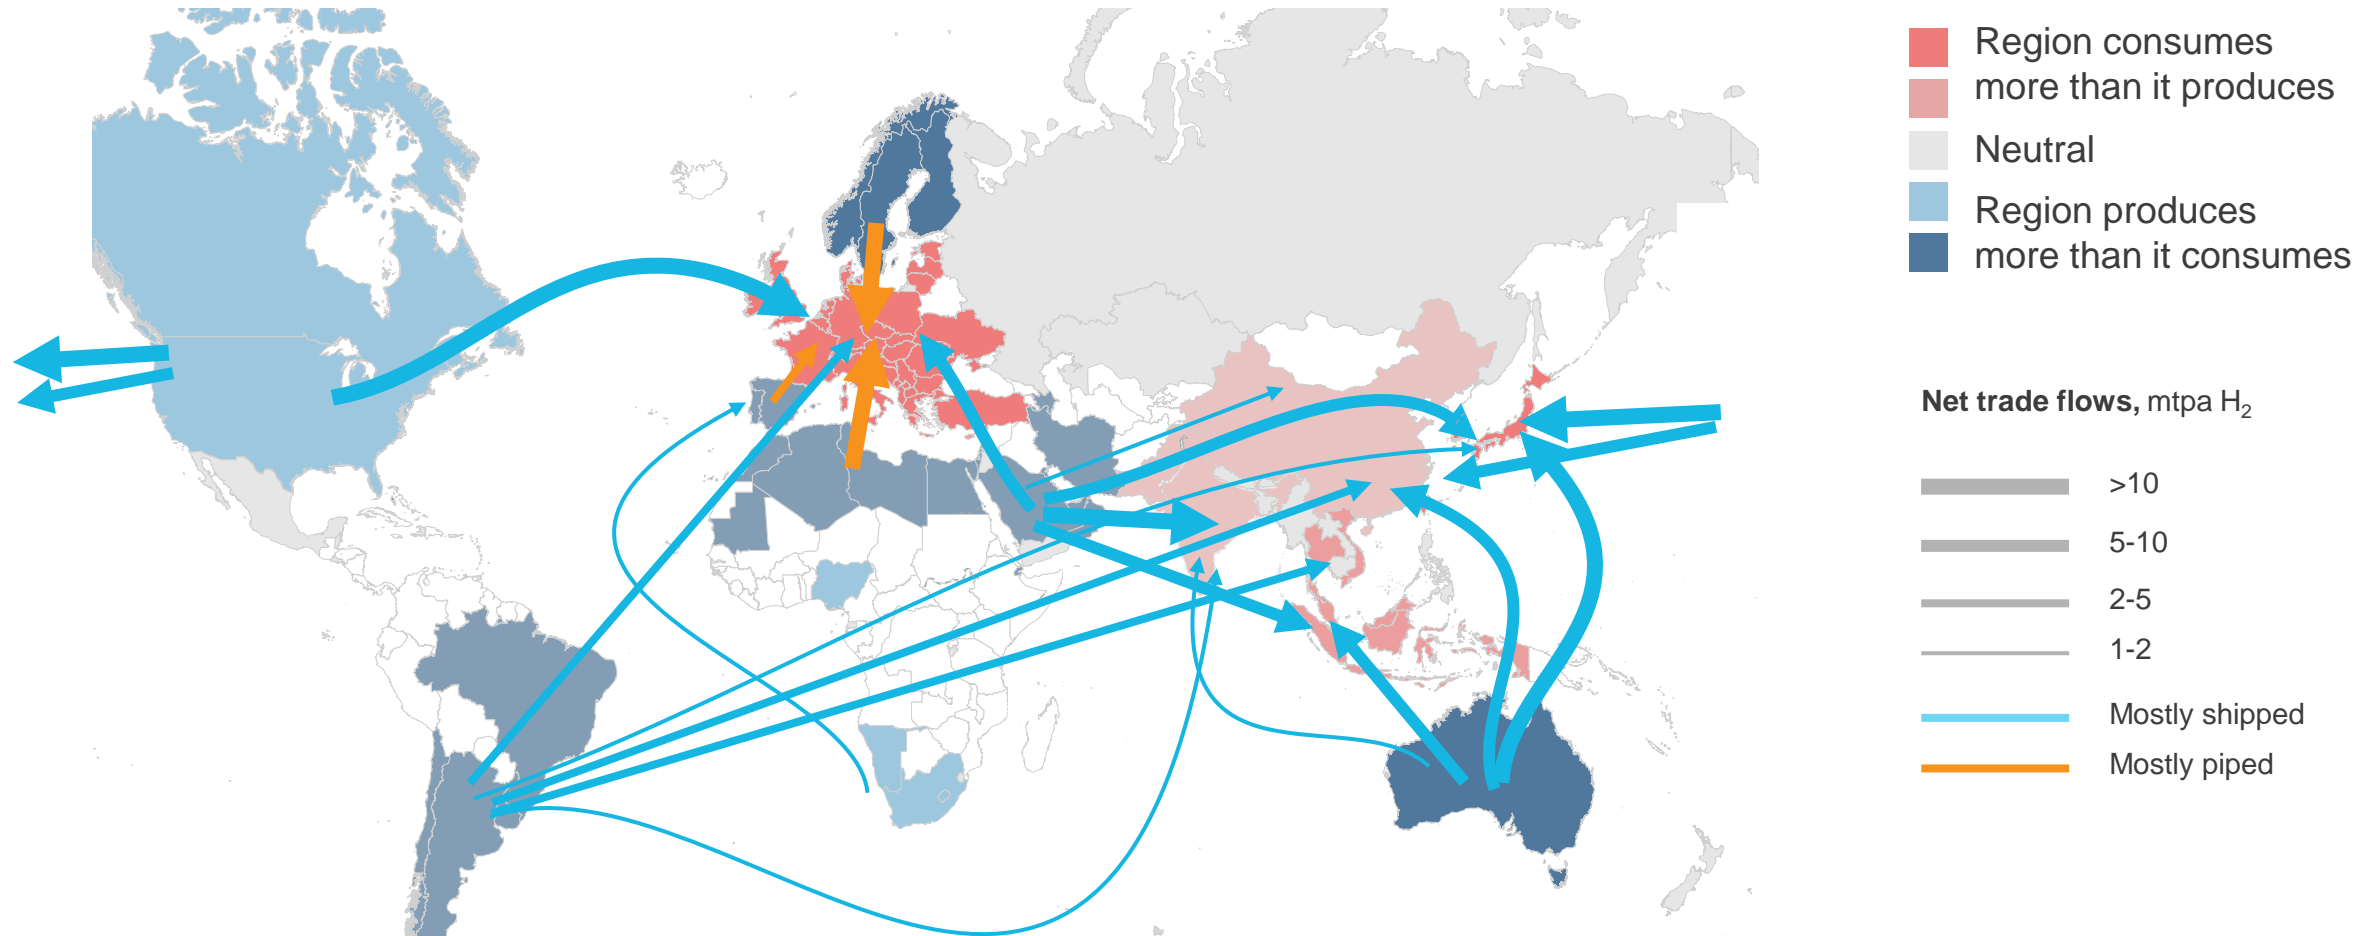 Region consumes
more than it produces
Neutral
Region produces
more than it consumes
Net trade flows, mtpa H₂
>10
5-10
2-5
1-2
Mostly shipped
Mostly piped